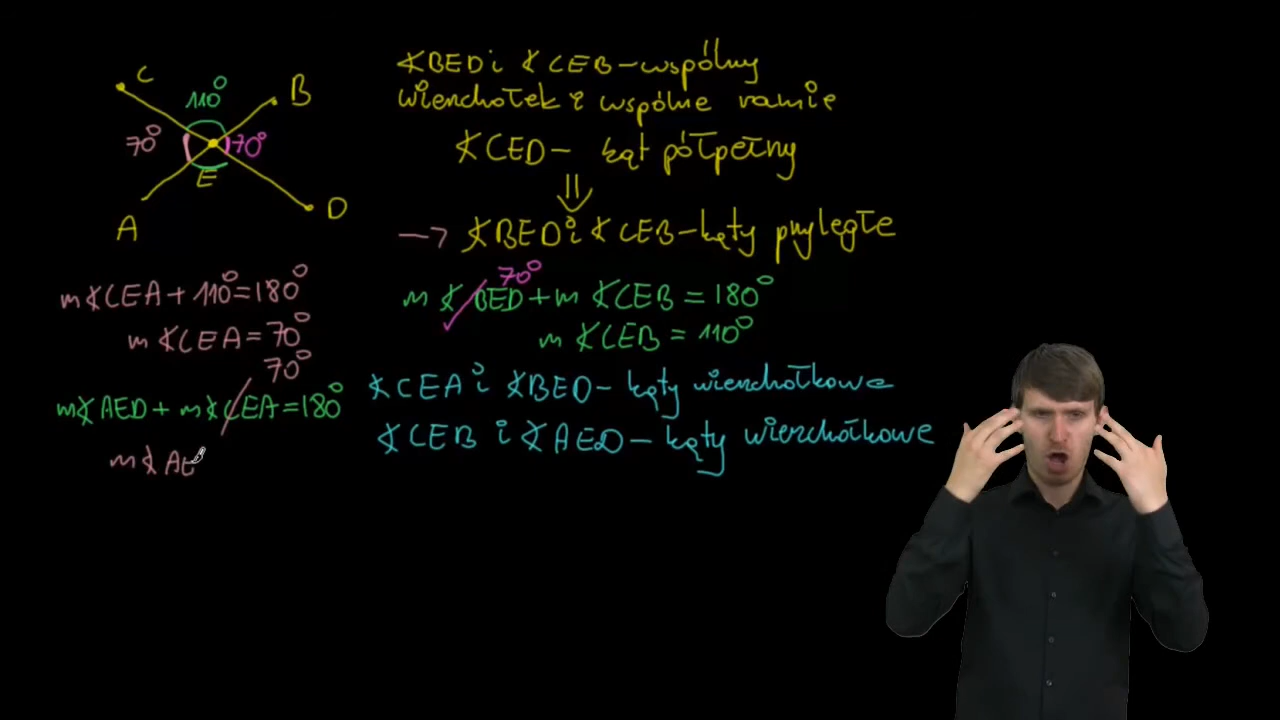 C
110°
B
70°
70°
E
A
D
∢BED i ∢CEB – wspólny
wierzchołek i wspólne ramię
∢CED – kąt półpełny
⇓
→ ∢BED i ∢CEB – kąty przyległe
m∢CEA + 110° = 180°
m∢CEA = 70°
70°
m∢AED + m∢CEA = 180°
m∢AE
70°
m∢BED + m∢CEB = 180°
m∢CEB = 110°
∢CEA i ∢BED – kąty wierzchołkowe
∢CEB i ∢AED – kąty wierzchołkowe